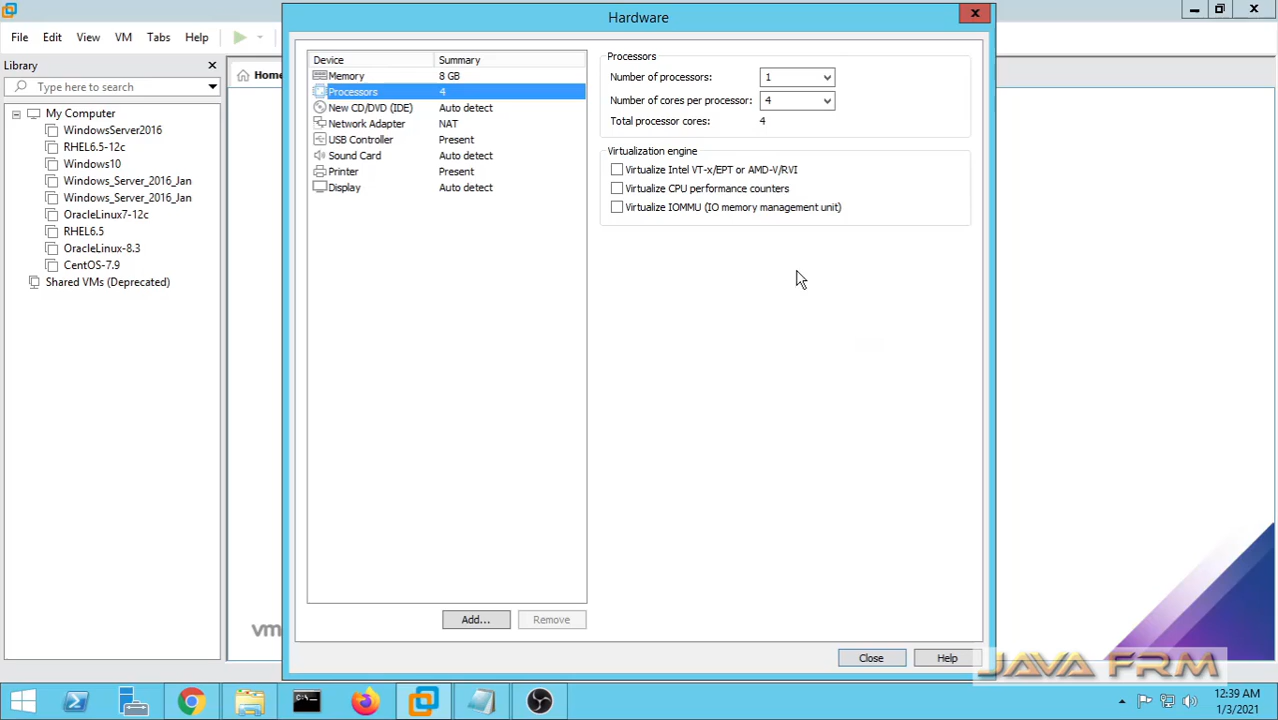 Hardware
File Edit View VM Tabs Help
Library
Type here to search
My Computer
WindowsServer2016
RHEL6.5-12c
Windows10
Windows_Server_2016_Jan
Windows_Server_2016_Jan
OracleLinux7-12c
RHEL6.5
OracleLinux-8.3
CentOS-7.9
Shared VMs (Deprecated)
Home
vm
Device Summary
Memory 8 GB
Processors 4
New CD/DVD (IDE) Auto detect
Network Adapter NAT
USB Controller Present
Sound Card Auto detect
Printer Present
Display Auto detect
Add... Remove
Processors
Number of processors: 1
Number of cores per processor: 4
Total processor cores: 4
Virtualization engine
Virtualize Intel VT-x/EPT or AMD-V/RVI
Virtualize CPU performance counters
Virtualize IOMMU (IO memory management unit)
Close Help
JAVA FRM
12:39 AM
1/3/2021